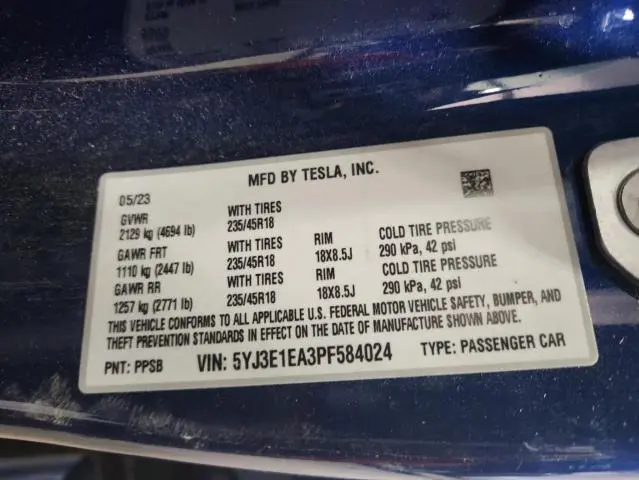 MFD BY TESLA, INC.
05/23
GVWR WITH TIRES
2129 kg (4694 lb) 235/45R18
GAWR FRT WITH TIRES RIM COLD TIRE PRESSURE
1110 kg (2447 lb) 235/45R18 18X8.5J 290 kPa, 42 psi
GAWR RR WITH TIRES RIM COLD TIRE PRESSURE
1257 kg (2771 lb) 235/45R18 18X8.5J 290 kPa, 42 psi
THIS VEHICLE CONFORMS TO ALL APPLICABLE U.S. FEDERAL MOTOR VEHICLE SAFETY, BUMPER, AND
THEFT PREVENTION STANDARDS IN EFFECT ON THE DATE OF MANUFACTURE SHOWN ABOVE.
PNT: PPSB VIN: 5YJ3E1EA3PF584024 TYPE: PASSENGER CAR